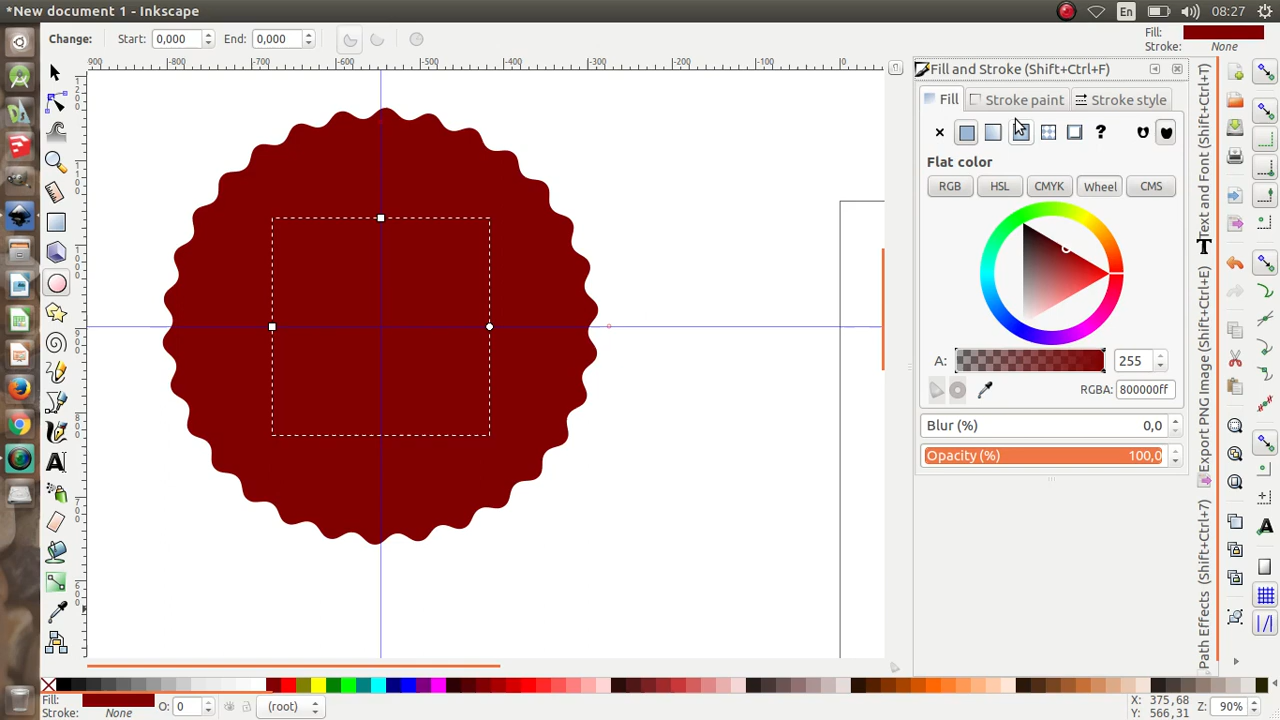 *New document 1 - Inkscape
En
08:27
Change:
Start:
0,000
End:
0,000
Fill:
Stroke:
None
-900
-800
-700
-600
-500
-400
-300
-200
-100
0
Fill and Stroke (Shift+Ctrl+F)
Fill
Stroke paint
Stroke style
Flat color
RGB
HSL
CMYK
Wheel
CMS
A:
255
RGBA:
800000ff
Blur (%)
0,0
Opacity (%)
100,0
Text and Font (Shift+Ctrl+T)
Export PNG Image (Shift+Ctrl+E)
Path Effects (Shift+Ctrl+7)
Fill:
Stroke:
None
O:
0
(root)
X:
375,68
Y:
566,31
Z:
90%